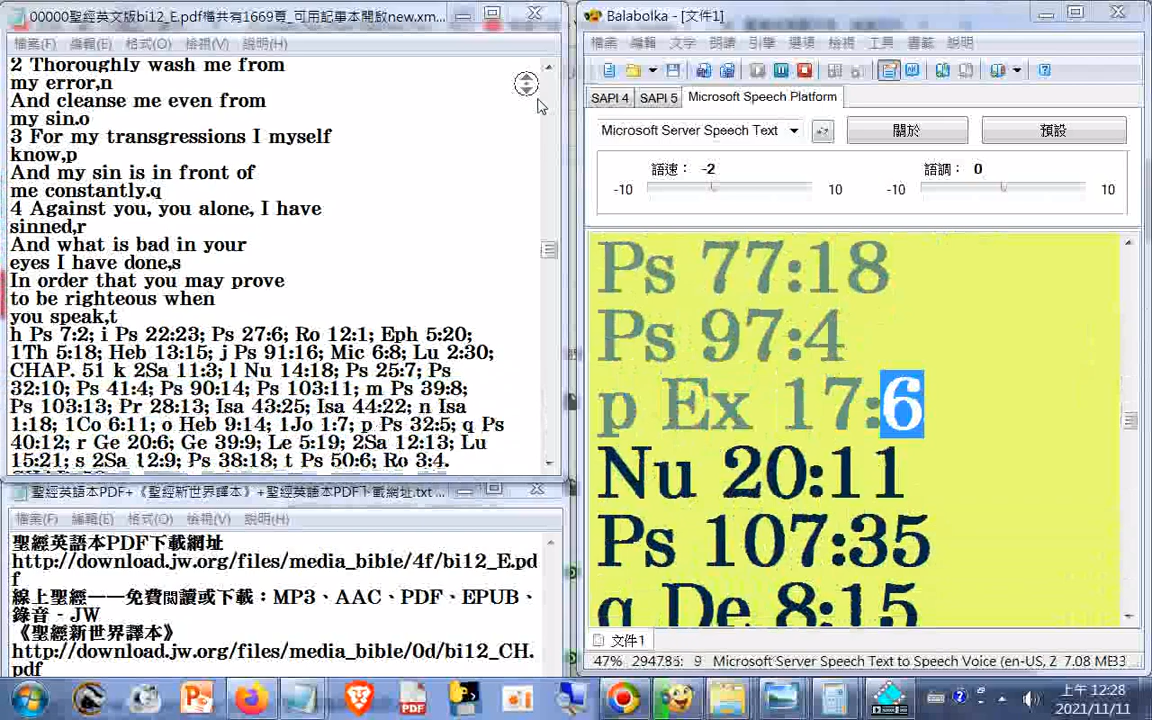 00000聖經英文版bi12_E.pdf檔共有1669頁_可用記事本開啟new.xm...
檔案(F) 編輯(E) 格式(O) 檢視(V) 說明(H)
2 Thoroughly wash me from
my error,n
And cleanse me even from
my sin.o
3 For my transgressions I myself
know,p
And my sin is in front of
me constantly.q
4 Against you, you alone, I have
sinned,r
And what is bad in your
eyes I have done,s
In order that you may prove
to be righteous when
you speak,t
h Ps 7:2; i Ps 22:23; Ps 27:6; Ro 12:1; Eph 5:20;
1Th 5:18; Heb 13:15; j Ps 91:16; Mic 6:8; Lu 2:30;
CHAP. 51 k 2Sa 11:3; l Nu 14:18; Ps 25:7; Ps
32:10; Ps 41:4; Ps 90:14; Ps 103:11; m Ps 39:8;
Ps 103:13; Pr 28:13; Isa 43:25; Isa 44:22; n Isa
1:18; 1Co 6:11; o Heb 9:14; 1Jo 1:7; p Ps 32:5; q Ps
40:12; r Ge 20:6; Ge 39:9; Le 5:19; 2Sa 12:13; Lu
15:21; s 2Sa 12:9; Ps 38:18; t Ps 50:6; Ro 3:4.
聖經英語本PDF+《聖經新世界譯本》+聖經英語本PDF下載網址.txt ...
檔案(F) 編輯(E) 格式(O) 檢視(V) 說明(H)
聖經英語本PDF下載網址
http://download.jw.org/files/media_bible/4f/bi12_E.pd
f
線上聖經——免費閱讀或下載：MP3、AAC、PDF、EPUB、
錄音 - JW
《聖經新世界譯本》
http://download.jw.org/files/media_bible/0d/bi12_CH.
pdf
Balabolka - [文件1]
檔案 編輯 文字 朗讀 引擎 選項 檢視 工具 書籤 說明
SAPI 4 SAPI 5 Microsoft Speech Platform
Microsoft Server Speech Text 關於 預設
語速： -2 語調： 0
-10 10 -10 10
Ps 77:18
Ps 97:4
p Ex 17:6
Nu 20:11
Ps 107:35
q De 8:15
文件1
47% 9 Microsoft Server Speech Text to Speech Voice (en-US, Z 7.08 MB
PDF
上午 12:28
2021/11/11